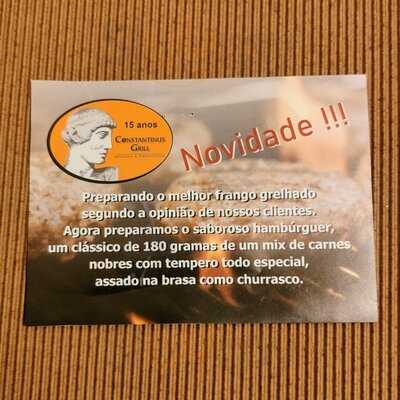 15 anos
CONSTANTINUS
GRILL
Novidade !!!
Preparando o melhor frango grelhado
segundo a opinião de nossos clientes.
Agora preparamos o saboroso hambúrguer,
um clássico de 180 gramas de um mix de carnes
nobres com tempero todo especial,
assado na brasa como churrasco.